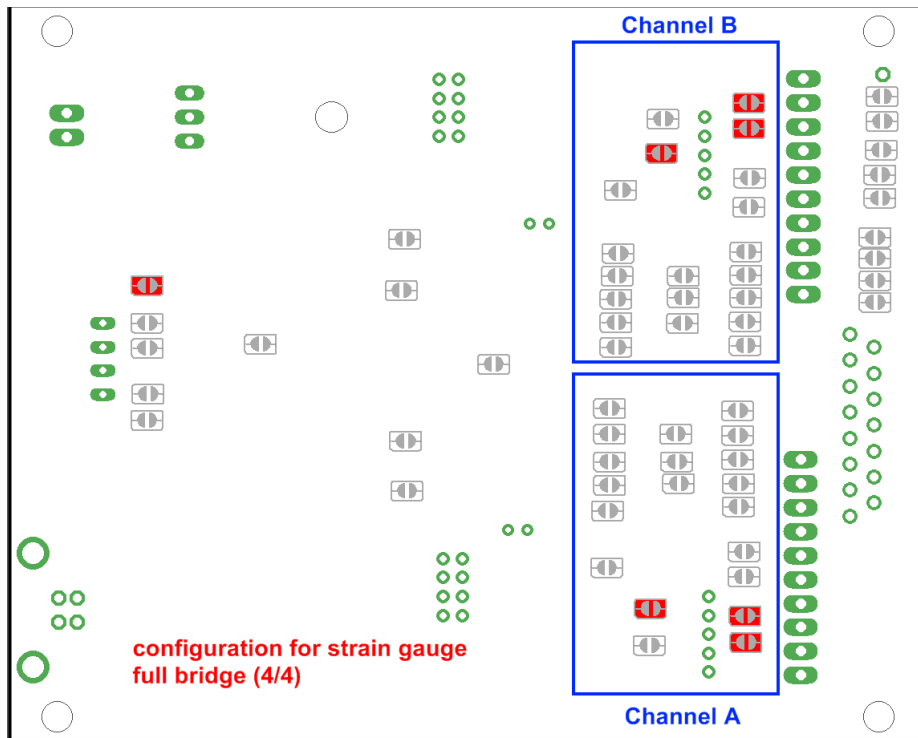 Channel B
configuration for strain gauge
full bridge (4/4)
Channel A